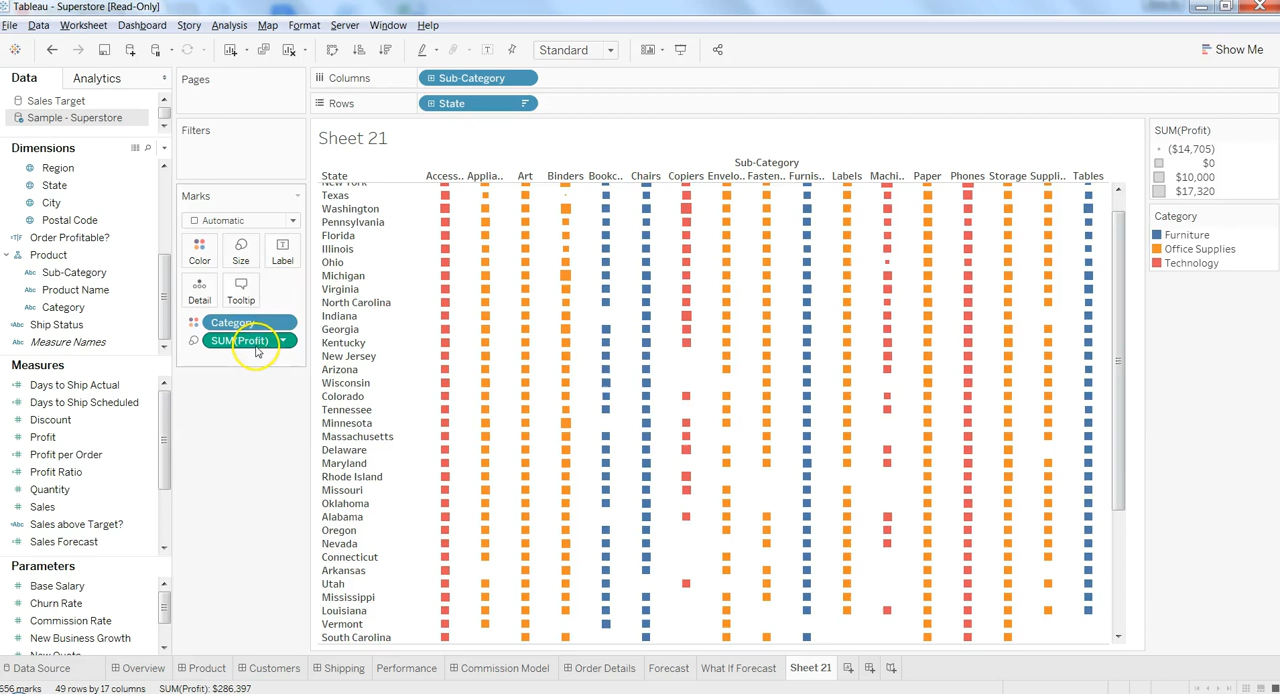 Tableau - Superstore [Read-Only]
File Data Worksheet Dashboard Story Analysis Map Format Server Window Help
Standard
Show Me
Data
Analytics
Sales Target
Sample - Superstore
Dimensions
Region
State
City
Postal Code
Order Profitable?
Product
Sub-Category
Product Name
Category
Ship Status
Measure Names
Measures
Days to Ship Actual
Days to Ship Scheduled
Discount
Profit
Profit per Order
Profit Ratio
Quantity
Sales
Sales above Target?
Sales Forecast
Parameters
Base Salary
Churn Rate
Commission Rate
New Business Growth
New Quota
Pages
Filters
Marks
Automatic
Color
Size
Label
Detail
Tooltip
Category
SUM(Profit)
Columns
Sub-Category
Rows
State
Sheet 21
Sub-Category
State Access.. Applia.. Art Binders Bookc.. Chairs Copiers Envelo.. Fasten.. Furnis.. Labels Machi.. Paper Phones Storage Suppli.. Tables
New York
Texas
Washington
Pennsylvania
Florida
Illinois
Ohio
Michigan
Virginia
North Carolina
Indiana
Georgia
Kentucky
New Jersey
Arizona
Wisconsin
Colorado
Tennessee
Minnesota
Massachusetts
Delaware
Maryland
Rhode Island
Missouri
Oklahoma
Alabama
Oregon
Nevada
Connecticut
Arkansas
Utah
Mississippi
Louisiana
Vermont
South Carolina
SUM(Profit)
($14,705)
$0
$10,000
$17,320
Category
Furniture
Office Supplies
Technology
Data Source Overview Product Customers Shipping Performance Commission Model Order Details Forecast What If Forecast Sheet 21
656 marks 49 rows by 17 columns SUM(Profit): $286,397